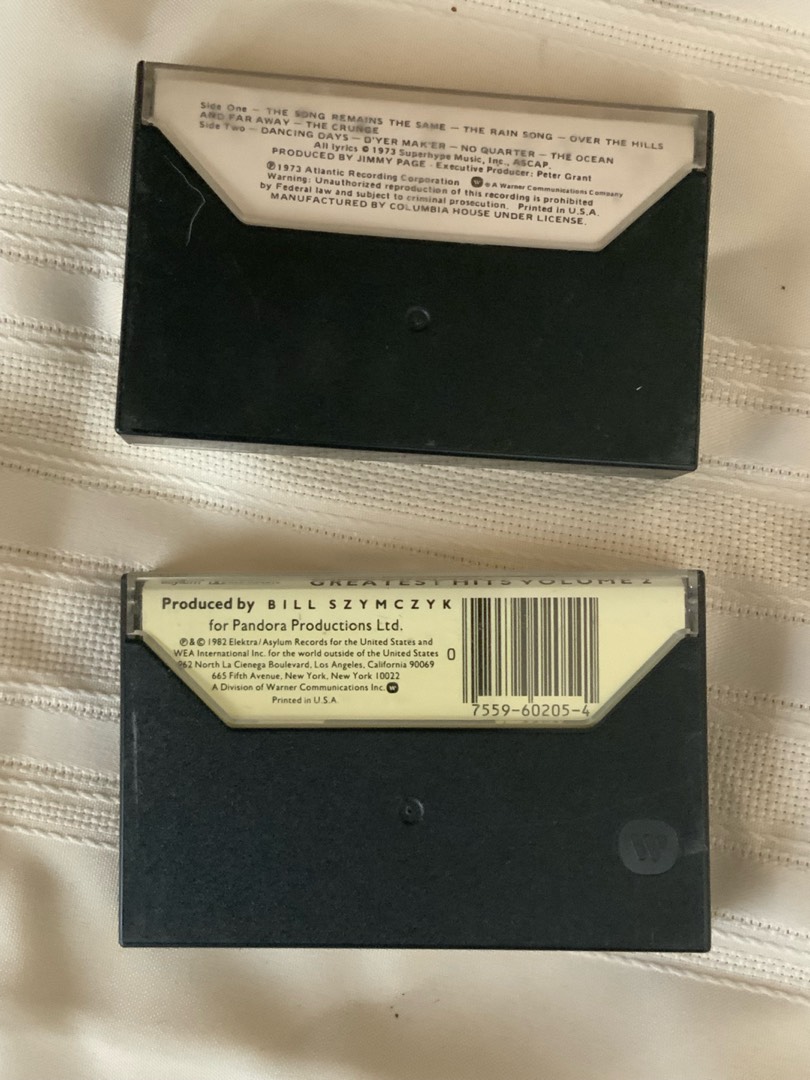 Side One — THE SONG REMAINS THE SAME — THE RAIN SONG — OVER THE HILLS
AND FAR AWAY — THE CRUNGE
Side Two — DANCING DAYS — D'YER MAK'ER — NO QUARTER — THE OCEAN
All lyrics © 1973 Superhype Music, Inc., ASCAP.
PRODUCED BY JIMMY PAGE · Executive Producer: Peter Grant
℗ 1973 Atlantic Recording Corporation W ® A Warner Communications Company
Warning: Unauthorized reproduction of this recording is prohibited
by Federal law and subject to criminal prosecution. Printed in U.S.A.
MANUFACTURED BY COLUMBIA HOUSE UNDER LICENSE.
GREATEST HITS VOLUME 2
Produced by BILL SZYMCZYK
for Pandora Productions Ltd.
℗ & © 1982 Elektra/Asylum Records for the United States and
WEA International Inc. for the world outside of the United States
962 North La Cienega Boulevard, Los Angeles, California 90069
665 Fifth Avenue, New York, New York 10022
A Division of Warner Communications Inc. W
Printed in U.S.A.
0
7559-60205-4
W